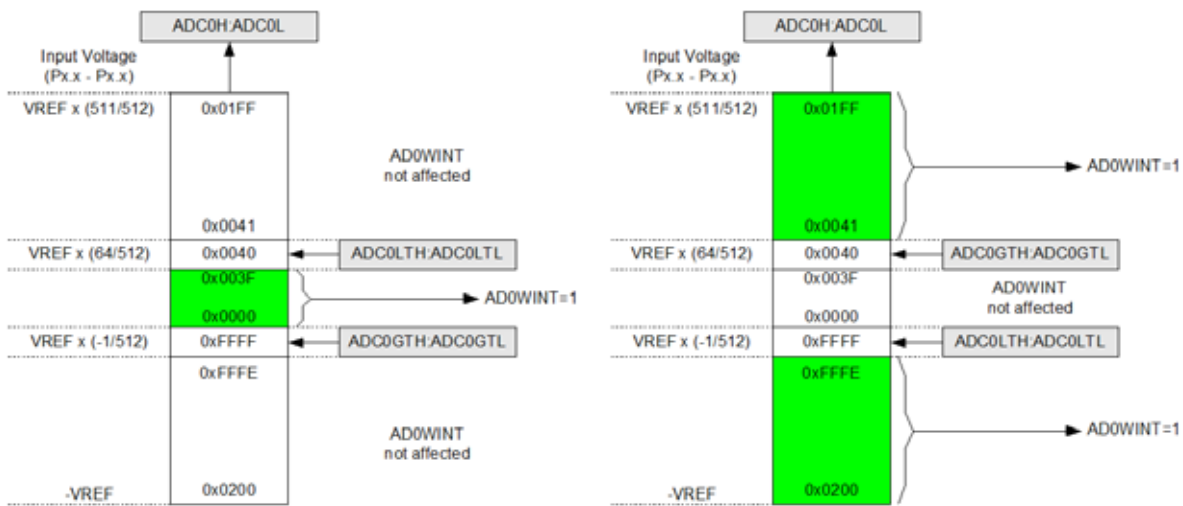 ADC0H:ADC0L
Input Voltage
(Px.x - Px.x)
VREF x (511/512)
0x01FF
AD0WINT
not affected
0x0041
VREF x (64/512)
0x0040
ADC0LTH:ADC0LTL
0x003F
AD0WINT=1
0x0000
VREF x (-1/512)
0xFFFF
ADC0GTH:ADC0GTL
0xFFFE
AD0WINT
not affected
-VREF
0x0200
ADC0H:ADC0L
Input Voltage
(Px.x - Px.x)
VREF x (511/512)
0x01FF
AD0WINT=1
0x0041
VREF x (64/512)
0x0040
ADC0GTH:ADC0GTL
0x003F
AD0WINT
not affected
0x0000
VREF x (-1/512)
0xFFFF
ADC0LTH:ADC0LTL
0xFFFE
AD0WINT=1
-VREF
0x0200